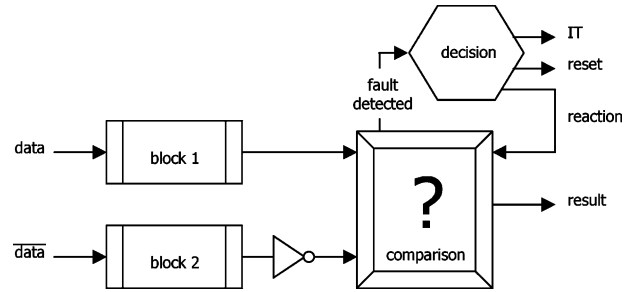 IT
decision
reset
fault
detected
reaction
data
block 1
?
result
data
block 2
comparison